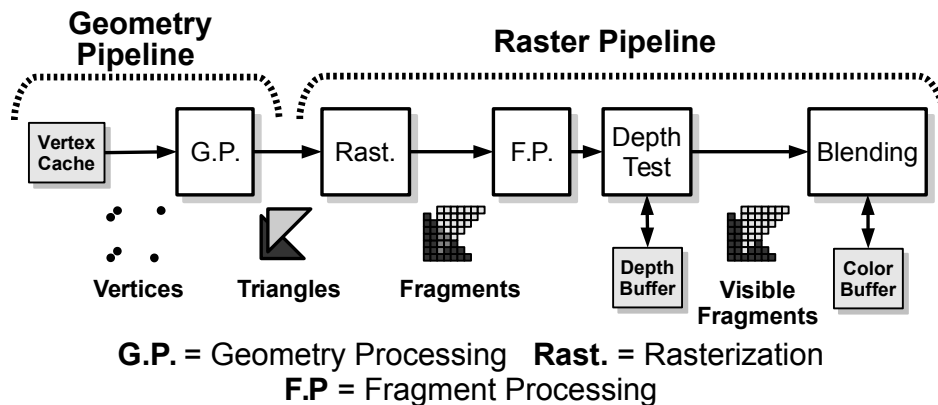 Geometry
Pipeline
Raster Pipeline
Vertex
Cache
G.P.
Rast.
F.P.
Depth
Test
Blending
Vertices
Triangles
Fragments
Depth
Buffer
Visible
Fragments
Color
Buffer
G.P. = Geometry Processing Rast. = Rasterization
F.P = Fragment Processing